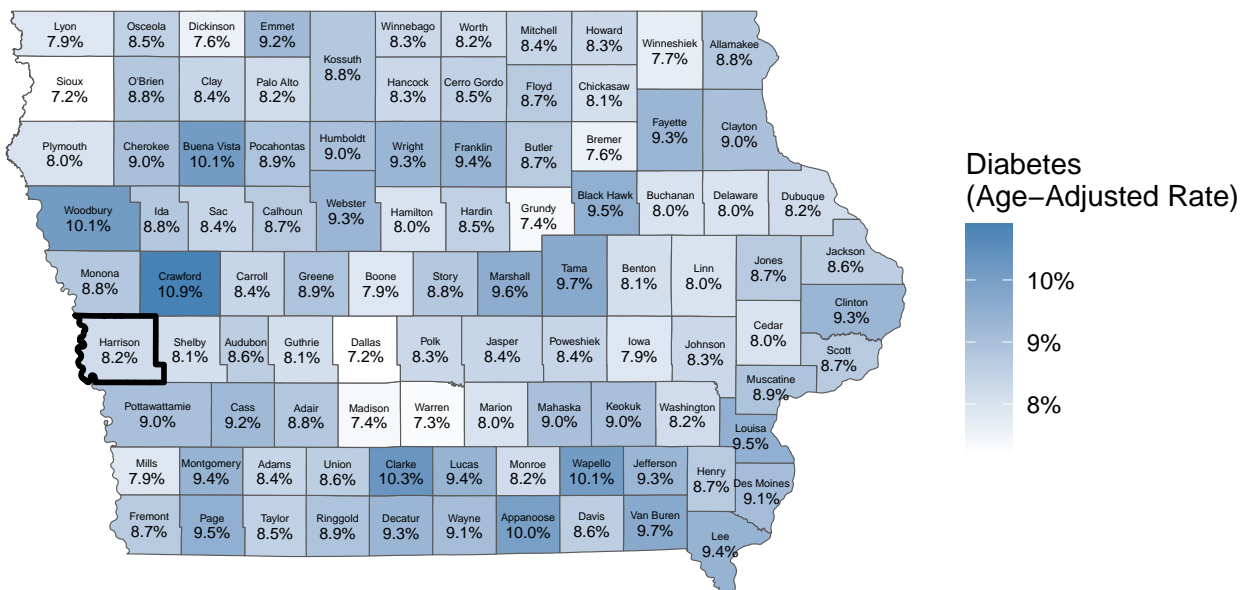 Lyon
7.9%
Osceola
8.5%
Dickinson
7.6%
Emmet
9.2%
Kossuth
8.8%
Winnebago
8.3%
Worth
8.2%
Mitchell
8.4%
Howard
8.3%
Winneshiek
7.7%
Allamakee
8.8%
Sioux
7.2%
O'Brien
8.8%
Clay
8.4%
Palo Alto
8.2%
Hancock
8.3%
Cerro Gordo
8.5%
Floyd
8.7%
Chickasaw
8.1%
Plymouth
8.0%
Cherokee
9.0%
Buena Vista
10.1%
Pocahontas
8.9%
Humboldt
9.0%
Wright
9.3%
Franklin
9.4%
Butler
8.7%
Bremer
7.6%
Fayette
9.3%
Clayton
9.0%
Woodbury
10.1%
Ida
8.8%
Sac
8.4%
Calhoun
8.7%
Webster
9.3%
Hamilton
8.0%
Hardin
8.5%
Grundy
7.4%
Black Hawk
9.5%
Buchanan
8.0%
Delaware
8.0%
Dubuque
8.2%
Monona
8.8%
Crawford
10.9%
Carroll
8.4%
Greene
8.9%
Boone
7.9%
Story
8.8%
Marshall
9.6%
Tama
9.7%
Benton
8.1%
Linn
8.0%
Jones
8.7%
Jackson
8.6%
Clinton
9.3%
Harrison
8.2%
Shelby
8.1%
Audubon
8.6%
Guthrie
8.1%
Dallas
7.2%
Polk
8.3%
Jasper
8.4%
Poweshiek
8.4%
Iowa
7.9%
Johnson
8.3%
Cedar
8.0%
Scott
8.7%
Muscatine
8.9%
Pottawattamie
9.0%
Cass
9.2%
Adair
8.8%
Madison
7.4%
Warren
7.3%
Marion
8.0%
Mahaska
9.0%
Keokuk
9.0%
Washington
8.2%
Louisa
9.5%
Mills
7.9%
Montgomery
9.4%
Adams
8.4%
Union
8.6%
Clarke
10.3%
Lucas
9.4%
Monroe
8.2%
Wapello
10.1%
Jefferson
9.3%
Henry
8.7%
Des Moines
9.1%
Fremont
8.7%
Page
9.5%
Taylor
8.5%
Ringgold
8.9%
Decatur
9.3%
Wayne
9.1%
Appanoose
10.0%
Davis
8.6%
Van Buren
9.7%
Lee
9.4%
Diabetes
(Age−Adjusted Rate)
10%
9%
8%